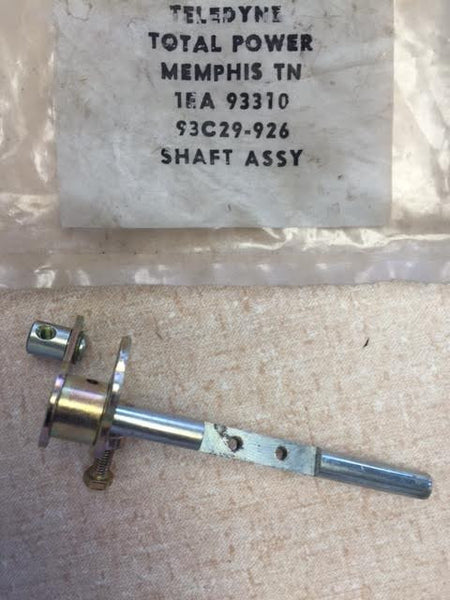 TELEDYNE
TOTAL POWER
MEMPHIS TN
1EA 93310
93C29-926
SHAFT ASSY